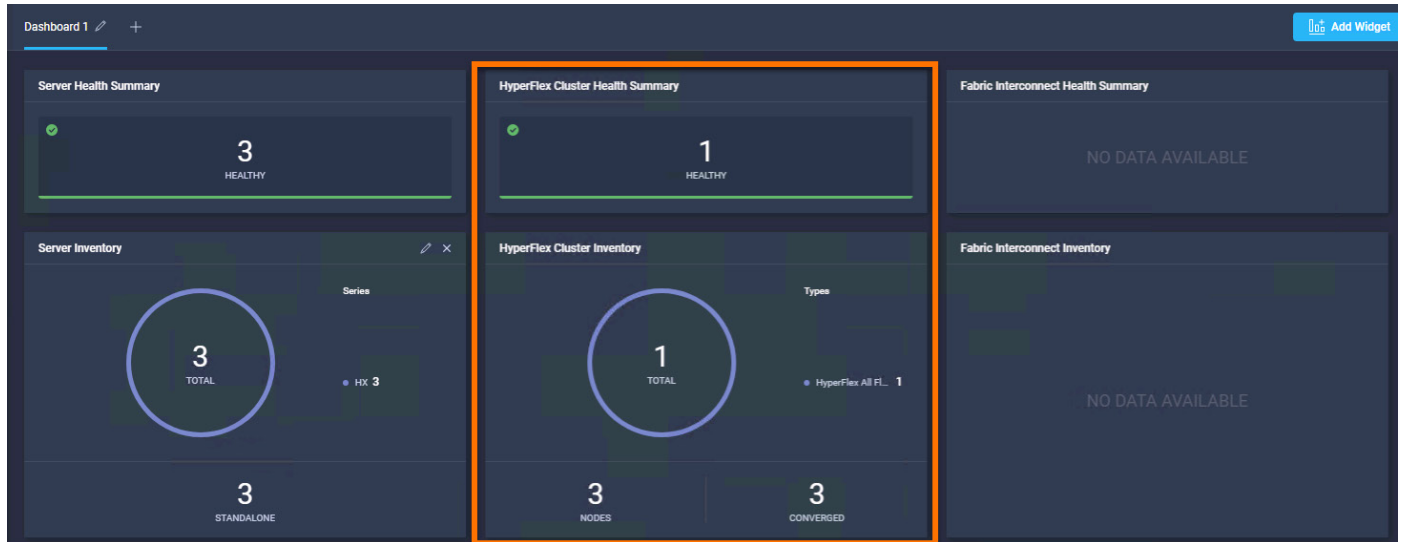 Dashboard 1
+
Add Widget
Server Health Summary
3
HEALTHY
HyperFlex Cluster Health Summary
1
HEALTHY
Fabric Interconnect Health Summary
NO DATA AVAILABLE
Server Inventory
Series
3
TOTAL
HX 3
3
STANDALONE
HyperFlex Cluster Inventory
Types
1
TOTAL
HyperFlex All Fl... 1
3
NODES
3
CONVERGED
Fabric Interconnect Inventory
NO DATA AVAILABLE